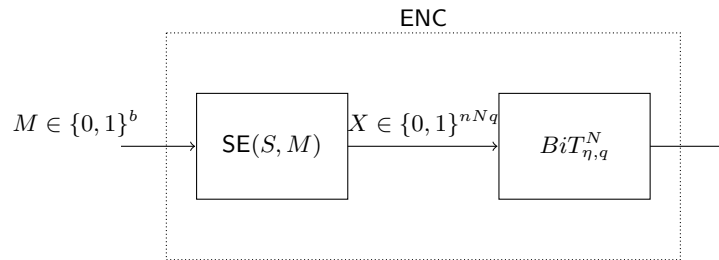 ENC
M ∈ {0, 1}^b
SE(S, M)
X ∈ {0, 1}^{nNq}
BiT^N_{η,q}